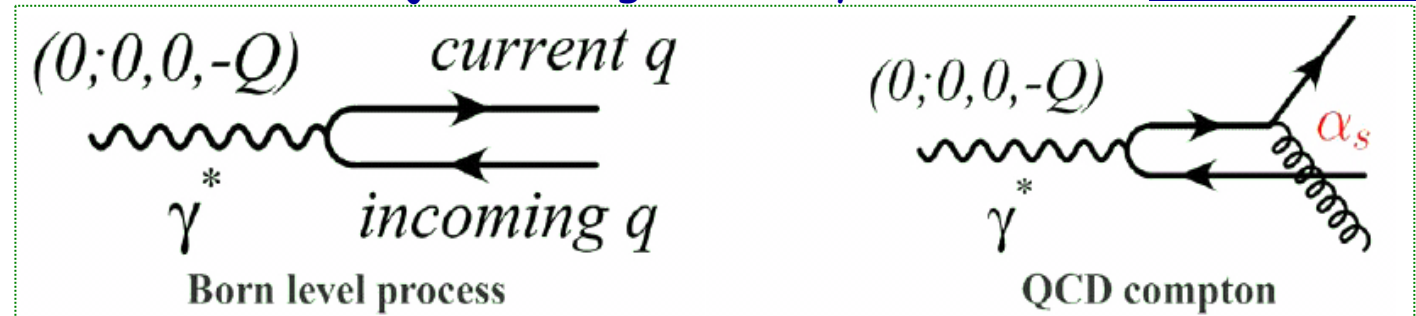 (0;0,0,-Q)
current q
γ*
incoming q
Born level process
(0;0,0,-Q)
αs
γ*
QCD compton